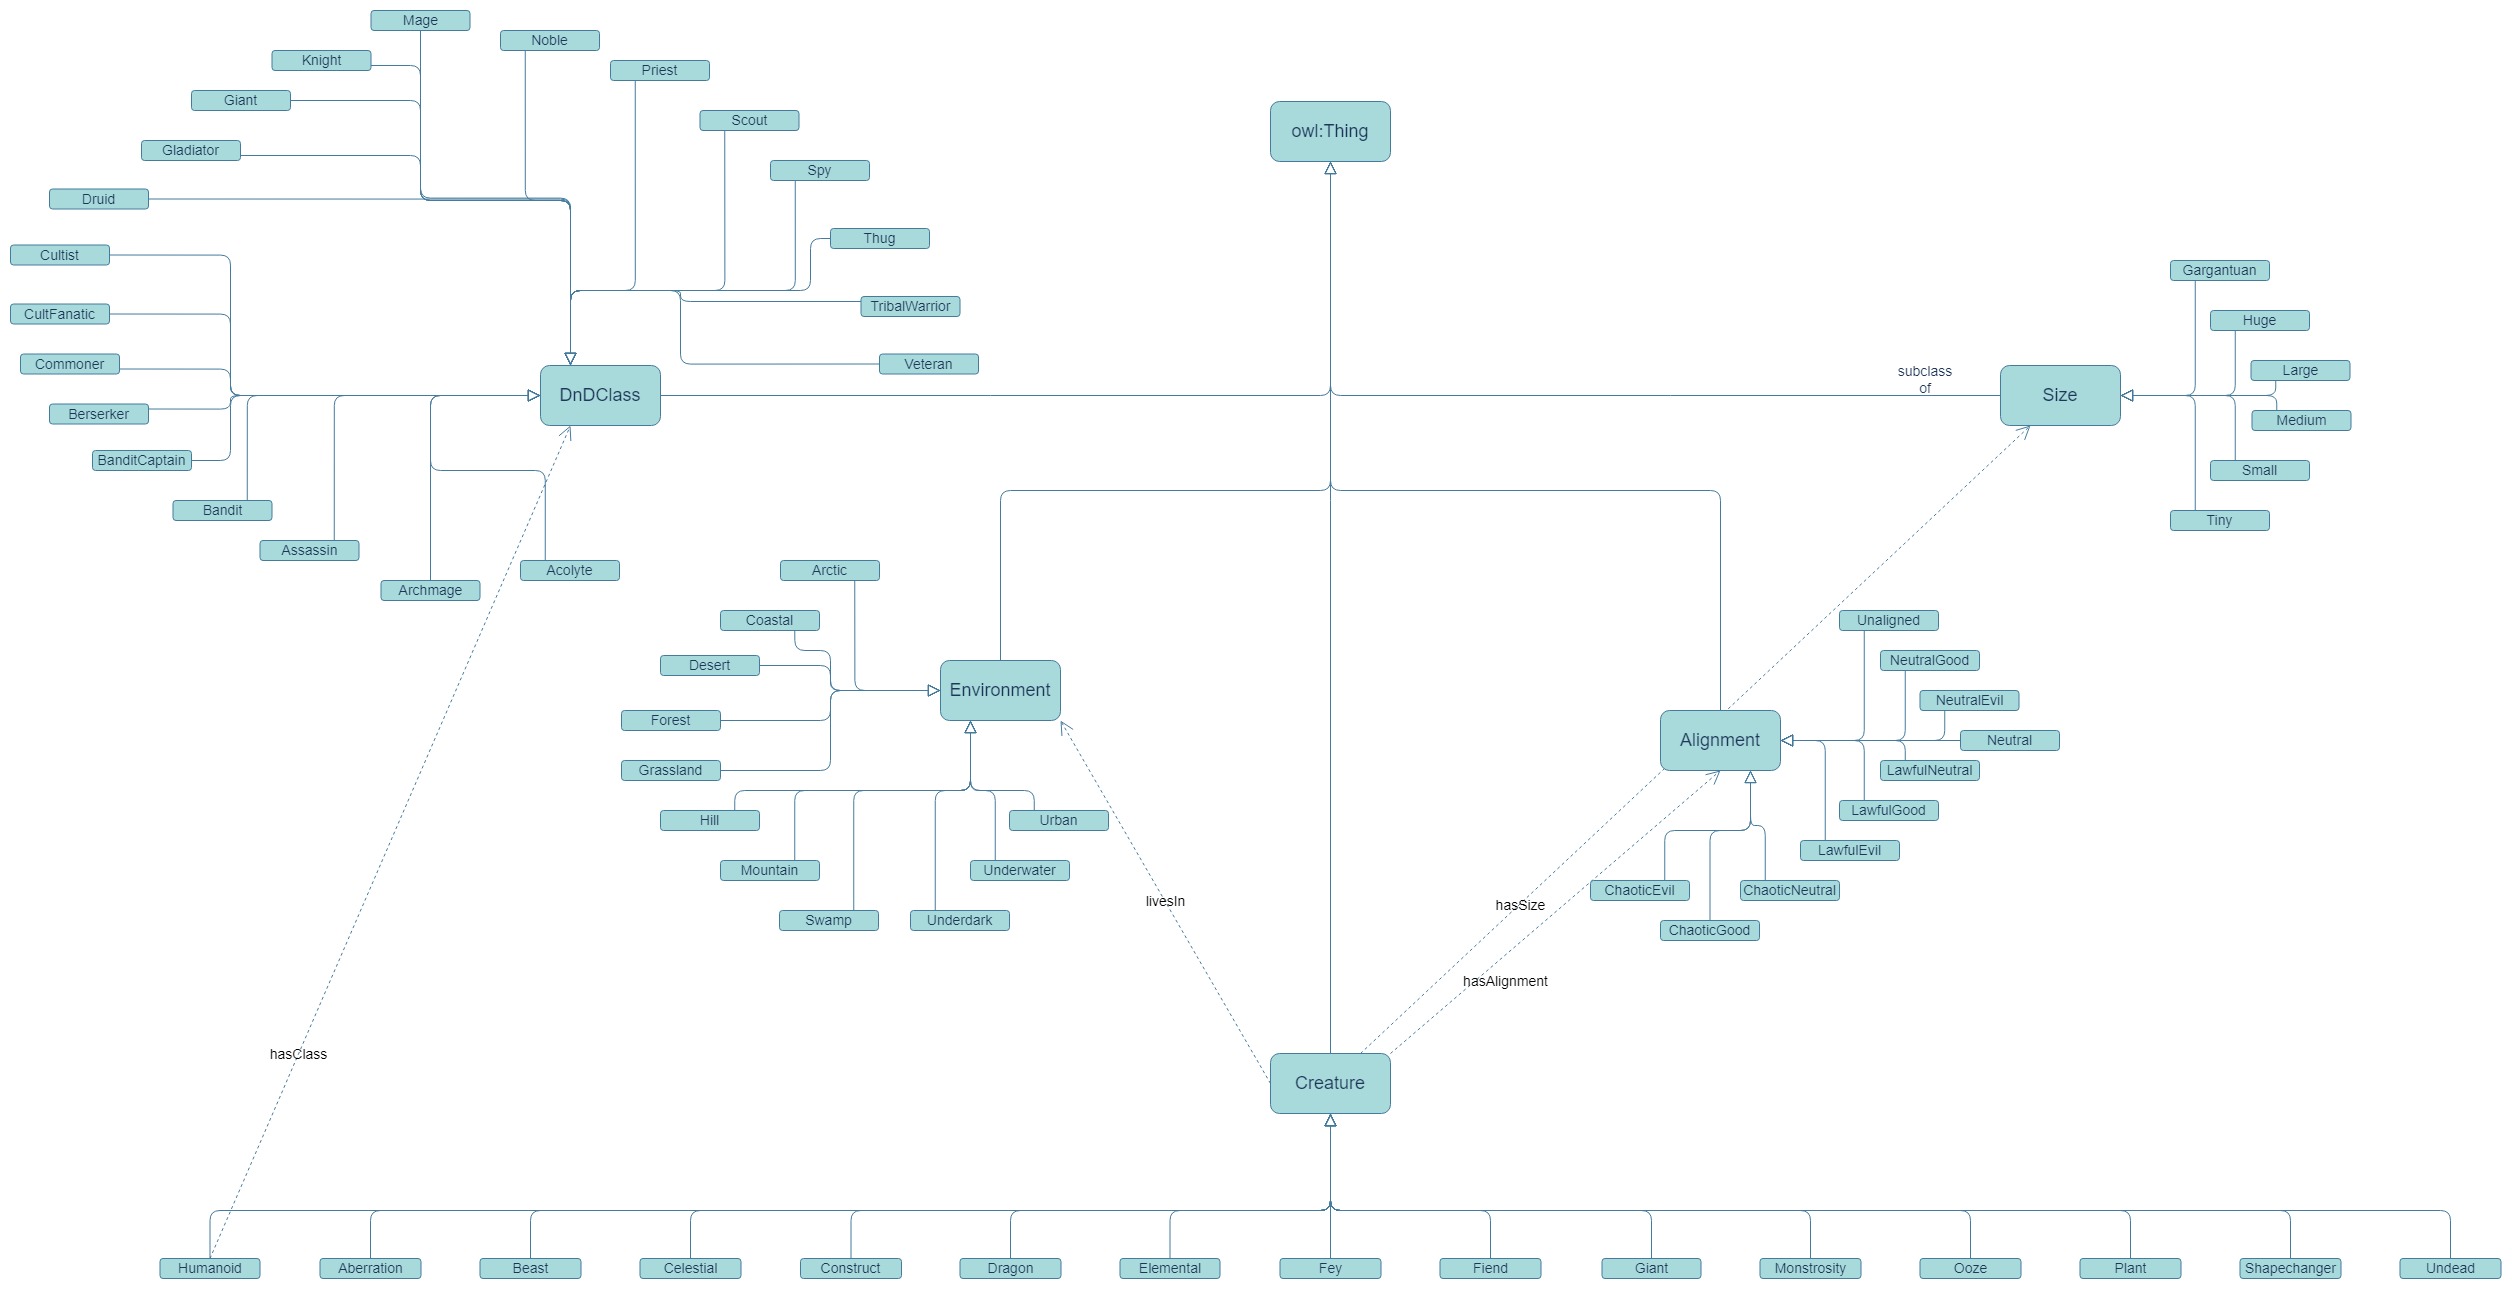 Mage
Noble
Knight
Priest
Giant
Scout
owl:Thing
Gladiator
Spy
Druid
Thug
Cultist
Gargantuan
TribalWarrior
CultFanatic
Huge
Commoner
Veteran
Large
subclass
of
DnDClass
Size
Berserker
Medium
BanditCaptain
Small
Bandit
Tiny
Assassin
Acolyte
Archmage
Arctic
Coastal
Unaligned
Desert
NeutralGood
Environment
NeutralEvil
Forest
Alignment
Neutral
Grassland
LawfulNeutral
Hill
Urban
LawfulGood
Mountain
Underwater
LawfulEvil
ChaoticEvil
ChaoticNeutral
livesIn
hasSize
Swamp
Underdark
ChaoticGood
hasAlignment
hasClass
Creature
Humanoid
Aberration
Beast
Celestial
Construct
Dragon
Elemental
Fey
Fiend
Giant
Monstrosity
Ooze
Plant
Shapechanger
Undead